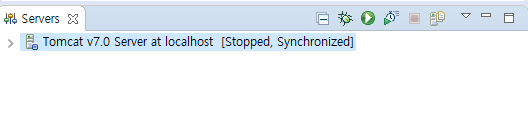 Servers
Tomcat v7.0 Server at localhost [Stopped, Synchronized]